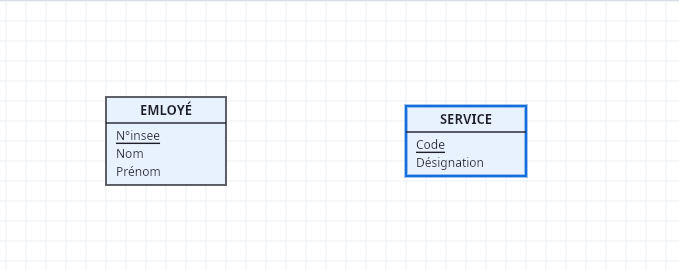 EMLOYÉ
N°insee
Nom
Prénom
SERVICE
Code
Désignation